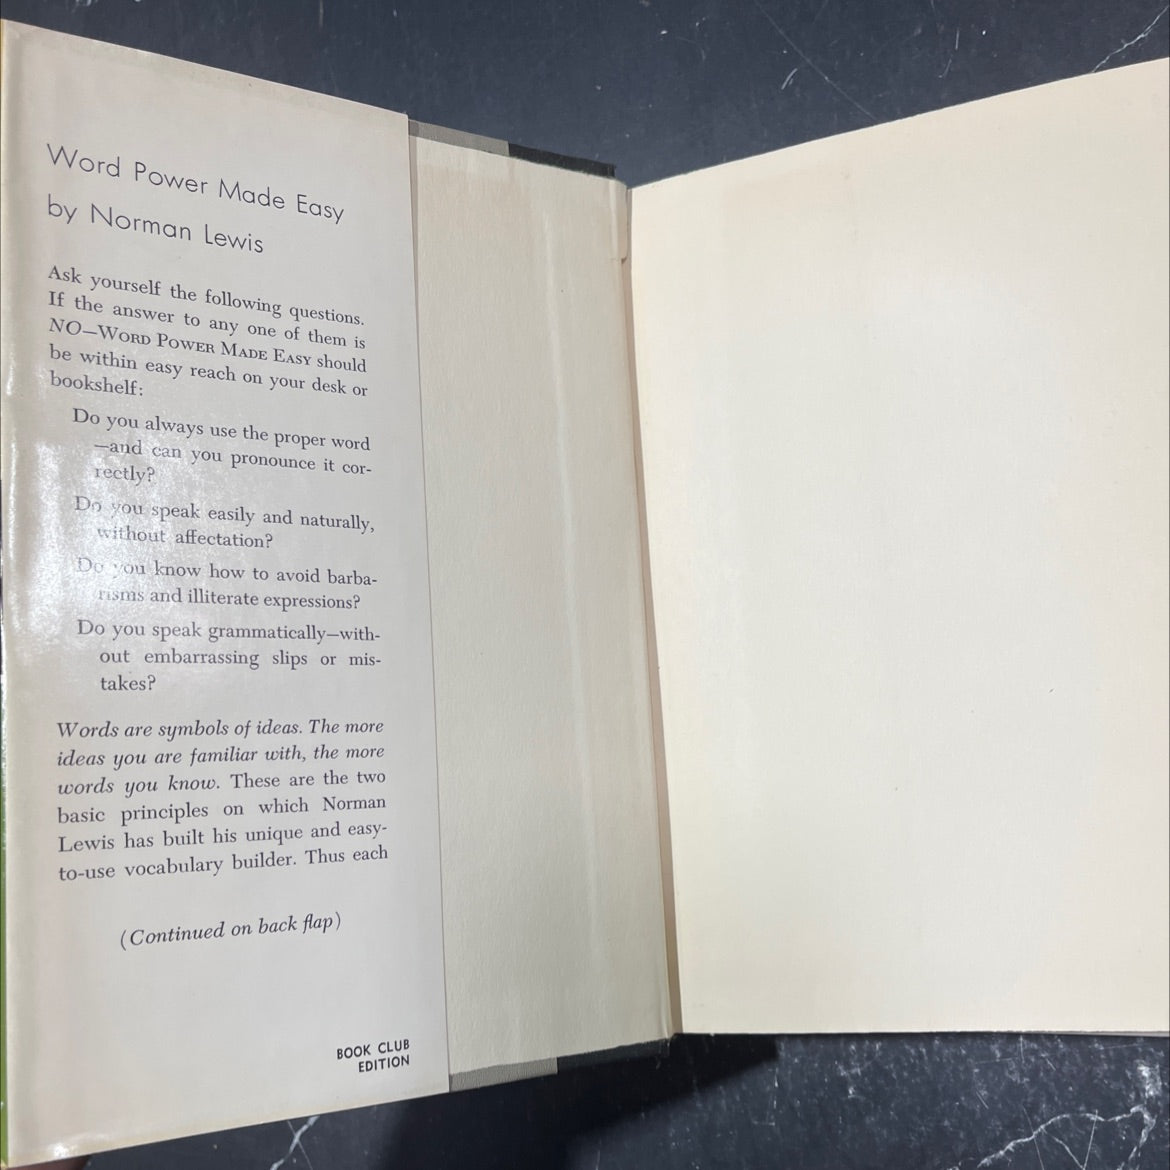 Word Power Made Easy
by Norman Lewis
Ask yourself the following questions.
If the answer to any one of them is
NO—WORD POWER MADE EASY should
be within easy reach on your desk or
bookshelf:
Do you always use the proper word
—and can you pronounce it cor-
rectly?
Do you speak easily and naturally,
without affectation?
Do you know how to avoid barba-
risms and illiterate expressions?
Do you speak grammatically—with-
out embarrassing slips or mis-
takes?
Words are symbols of ideas. The more
ideas you are familiar with, the more
words you know. These are the two
basic principles on which Norman
Lewis has built his unique and easy-
to-use vocabulary builder. Thus each
(Continued on back flap)
BOOK CLUB
EDITION